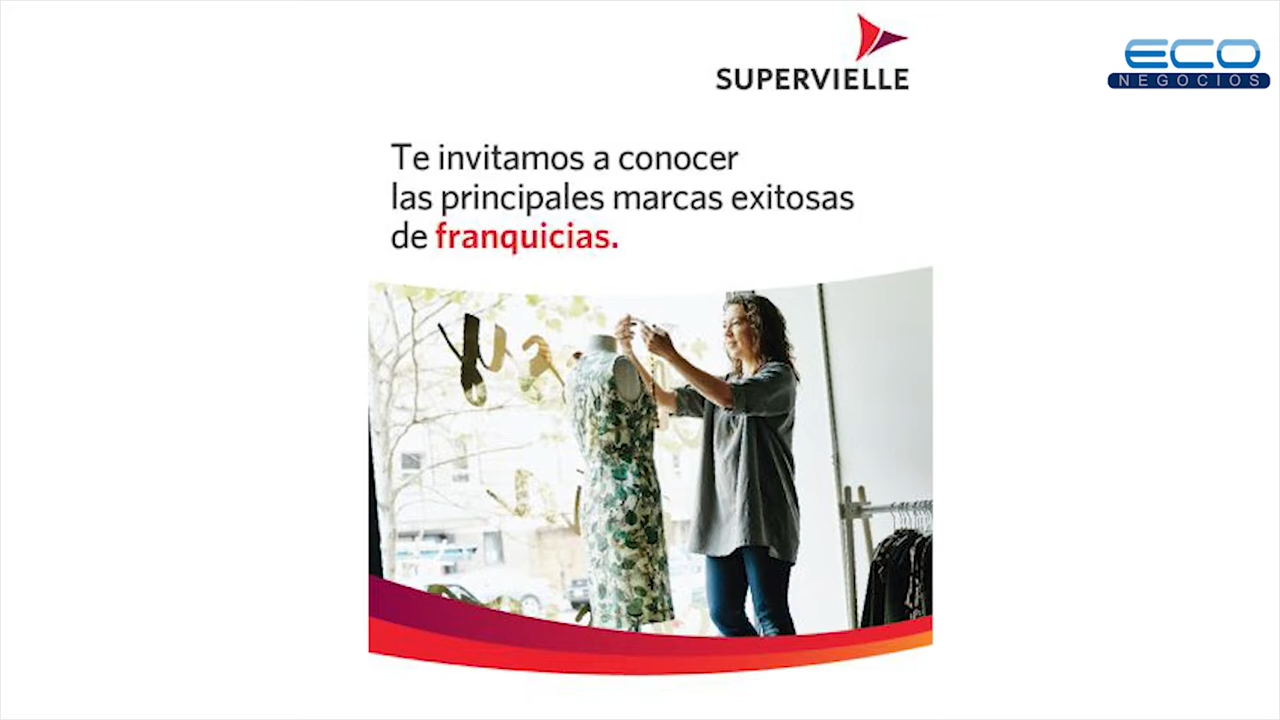 SUPERVIELLE
ECO
NEGOCIOS
Te invitamos a conocer
las principales marcas exitosas
de franquicias.